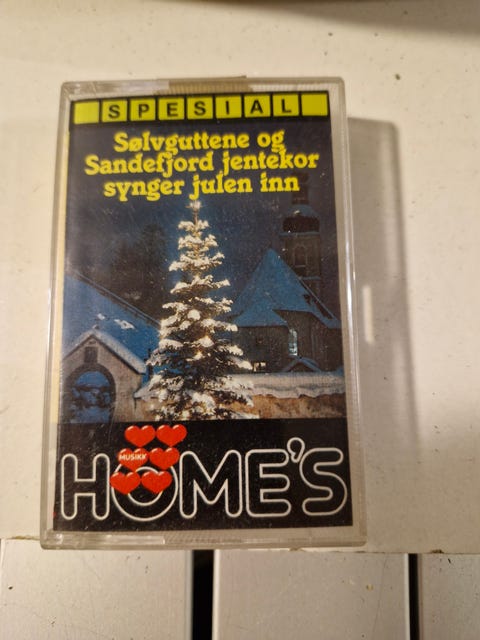 SPESIAL
Sølvguttene og
Sandefjord jentekor
synger julen inn
MUSIKK
HOME'S